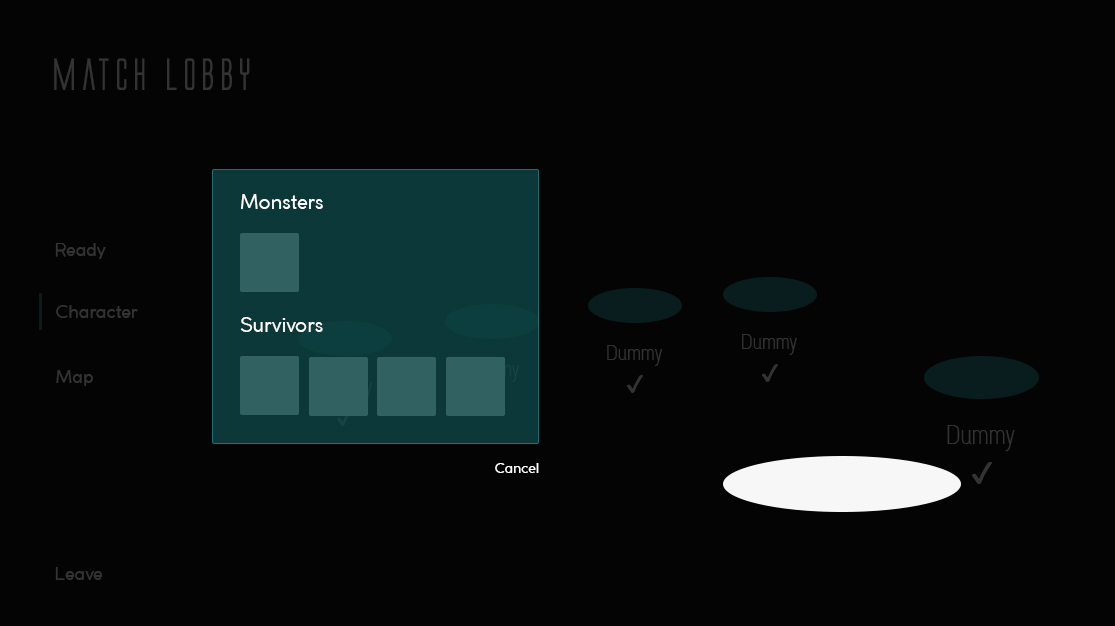 MATCH LOBBY
Monsters
Ready
Character
Survivors
Map
Dummy
✓
Dummy
✓
Dummy
✓
Cancel
Leave